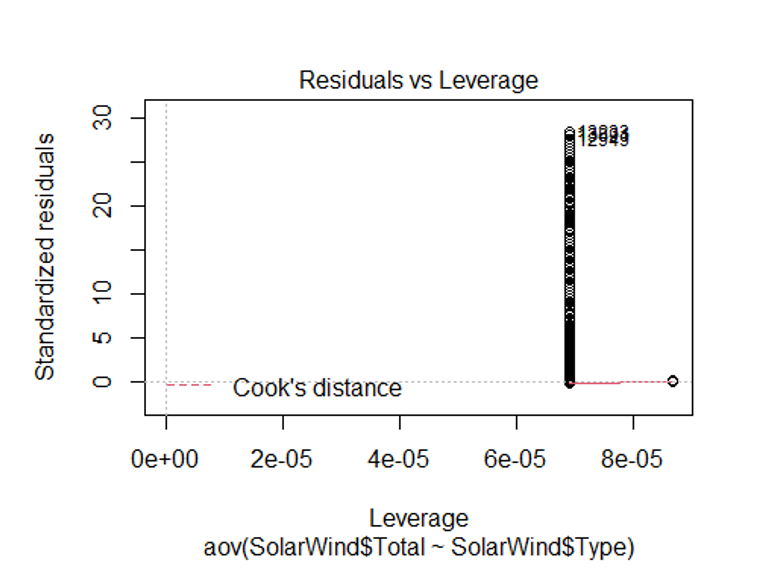 Residuals vs Leverage
Standardized residuals
30
20
10
5
0
12949
Cook's distance
0e+00 2e-05 4e-05 6e-05 8e-05
Leverage
aov(SolarWind$Total ~ SolarWind$Type)